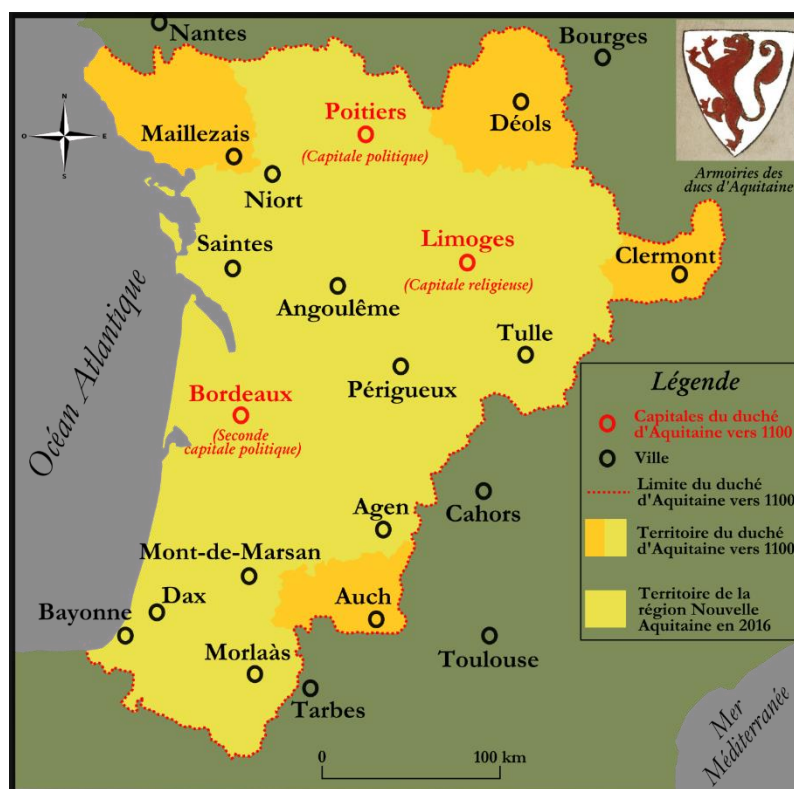 Nantes
Bourges
Poitiers
(Capitale politique)
Déols
Maillezais
Niort
Armoiries des
ducs d'Aquitaine
N
O
E
S
Saintes
Limoges
(Capitale religieuse)
Clermont
Angoulême
Tulle
Périgueux
Océan Atlantique
Bordeaux
(Seconde
capitale politique)
Légende
Capitales du duché
d'Aquitaine vers 1100
Ville
Limite du duché
d'Aquitaine vers 1100
Territoire du duché
d'Aquitaine vers 1100
Territoire de la
région Nouvelle
Aquitaine en 2016
Cahors
Agen
Mont-de-Marsan
Dax
Bayonne
Auch
Morlaàs
Toulouse
Tarbes
Mer
Méditerranée
0
100 km